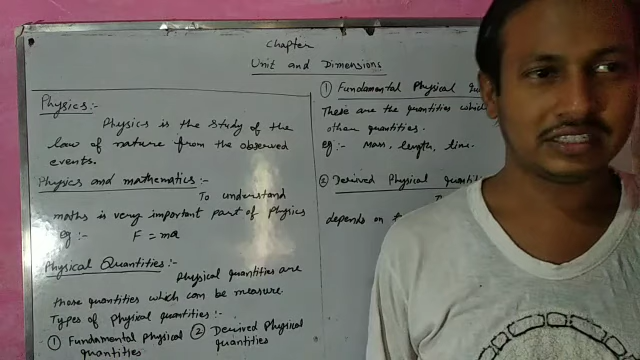 Chapter
Unit and Dimensions
Physics:-
Physics is the study of the
law of nature from the observed
events.
Physics and mathematics:-
To understand
maths is very important part of Physics
Eg:- F = ma
Physical Quantities:-
Physical quantities are
those quantities which can be measure.
Types of Physical quantities:-
① Fundamental Physical
quantities
② Derived Physical
quantities
① Fundamental Physical
These are the quantities which
other quantities.
eg:- Mass, length, time.
② Derived Physical Quantiti
depends on